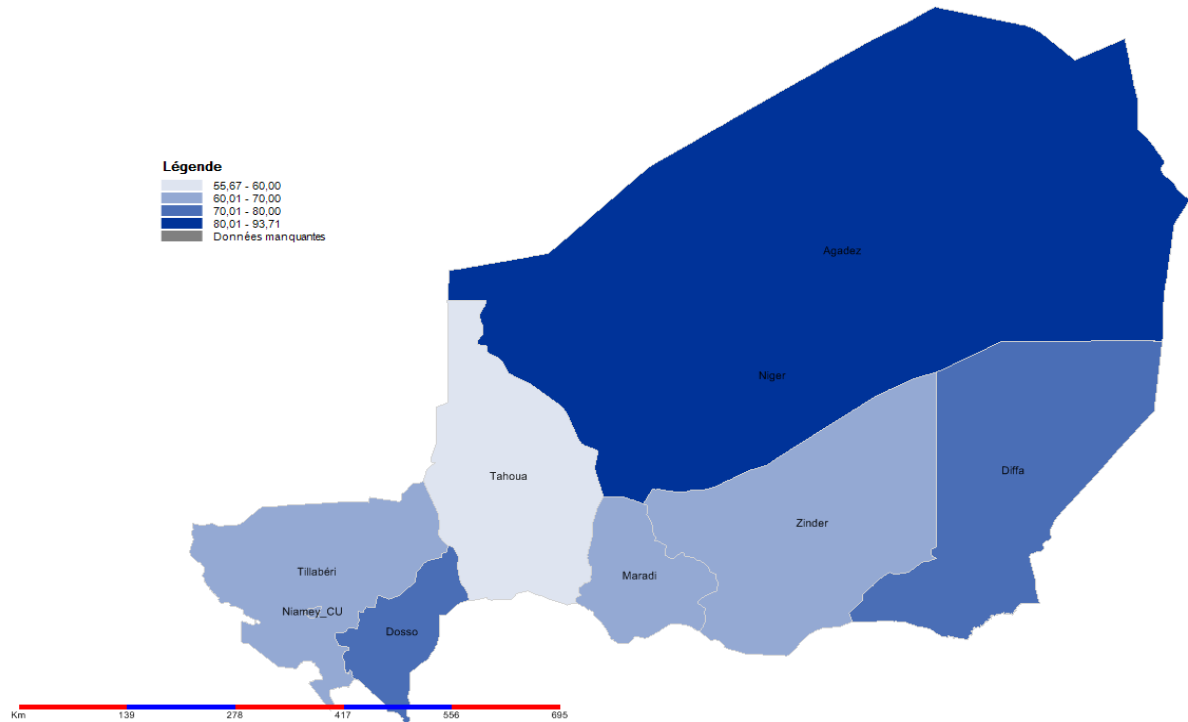 Légende
55,67 - 60,00
60,01 - 70,00
70,01 - 80,00
80,01 - 93,71
Données manquantes
Agadez
Niger
Diffa
Tahoua
Zinder
Maradi
Tillabéri
Niamey_CU
Dosso
Km 139 278 417 556 695